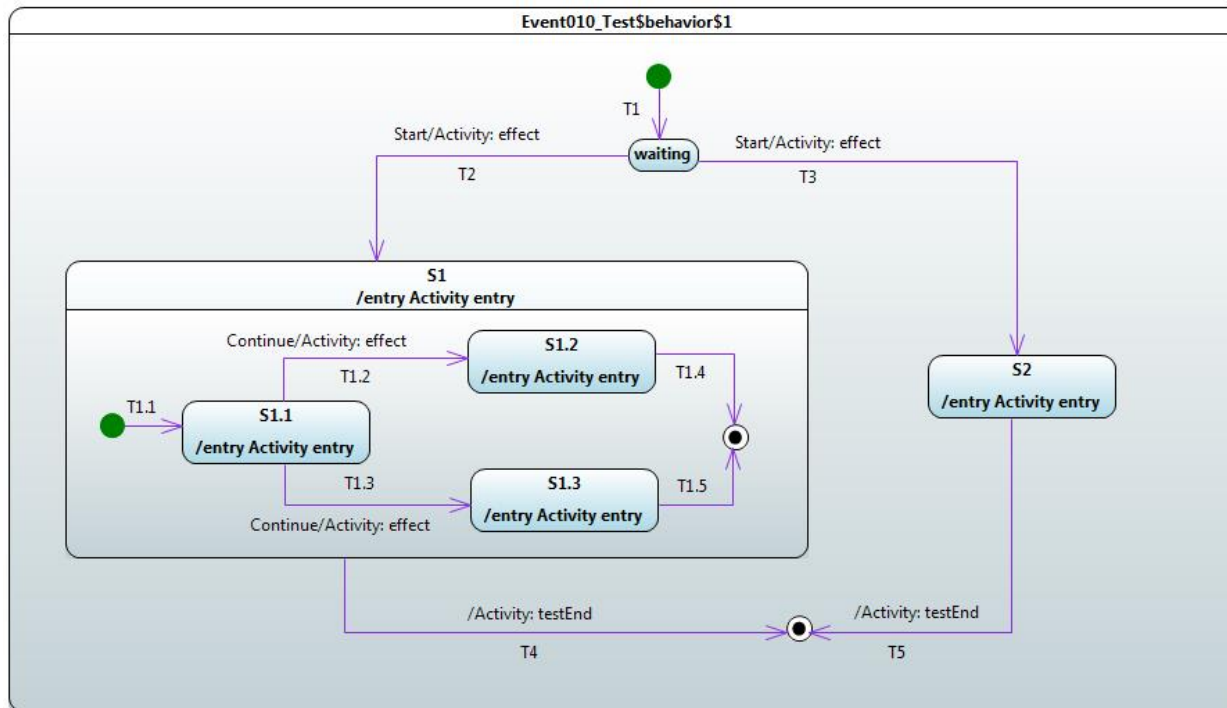 Event010_Test$behavior$1
T1
Start/Activity: effect
waiting
Start/Activity: effect
T2
T3
S1
/entry Activity entry
Continue/Activity: effect
S1.2
/entry Activity entry
T1.2
T1.4
S2
/entry Activity entry
T1.1
S1.1
/entry Activity entry
T1.3
S1.3
/entry Activity entry
T1.5
Continue/Activity: effect
/Activity: testEnd
/Activity: testEnd
T4
T5